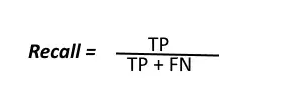 Recall = TP
TP + FN